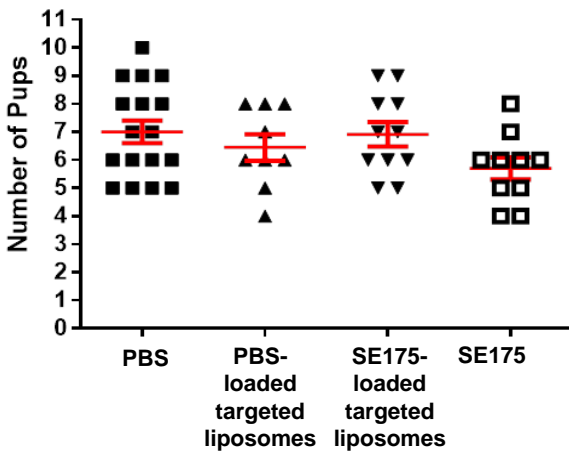 Number of Pups
11
10
9
8
7
6
5
4
3
2
1
0
PBS
PBS-
loaded
targeted
liposomes
SE175-
loaded
targeted
liposomes
SE175